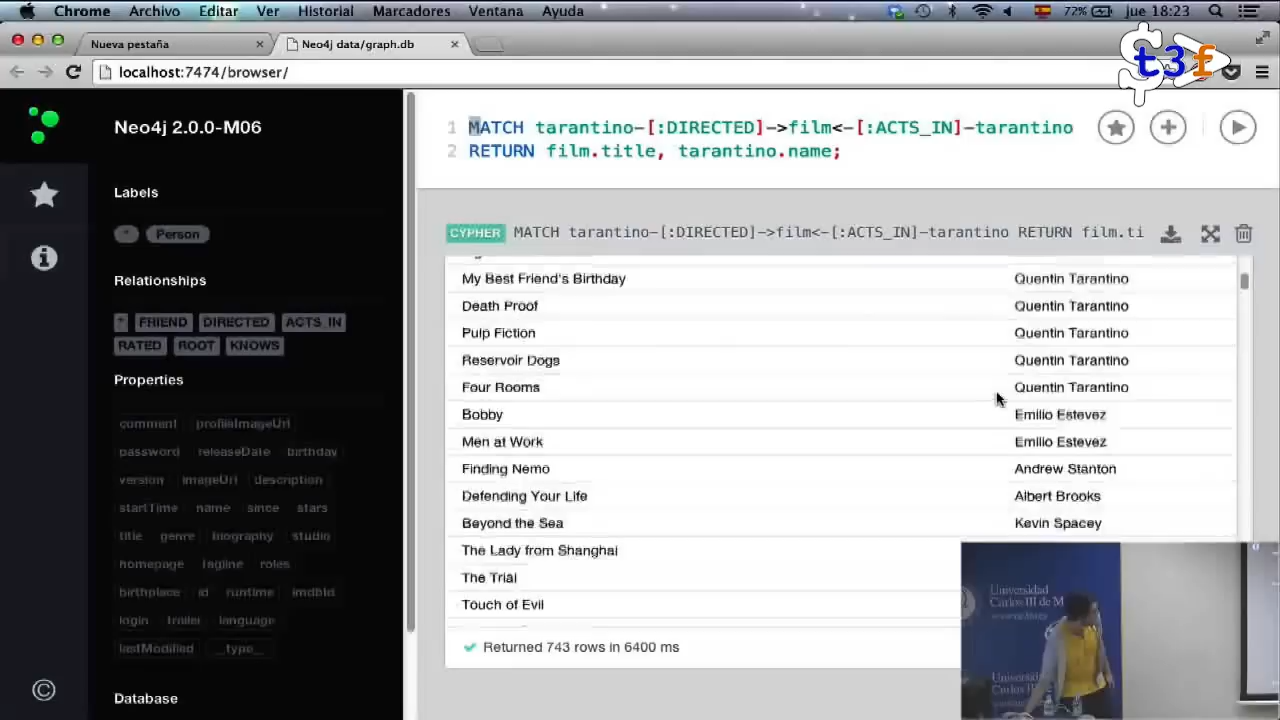 Chrome Archivo Editar Ver Historial Marcadores Ventana Ayuda 72% jue 18:23
Nueva pestaña × Neo4j data/graph.db ×
localhost:7474/browser/
t3f
Neo4j 2.0.0-M06
Labels
* Person
Relationships
* FRIEND DIRECTED ACTS_IN
RATED ROOT KNOWS
Properties
comment profileImageUrl
password releaseDate birthday
version imageUrl description
startTime name since stars
title genre biography studio
homepage tagline roles
birthplace id runtime imdbId
login trailer language
lastModified __type__
Database
1 MATCH tarantino-[:DIRECTED]->film<-[:ACTS_IN]-tarantino
2 RETURN film.title, tarantino.name;
CYPHER MATCH tarantino-[:DIRECTED]->film<-[:ACTS_IN]-tarantino RETURN film.ti
My Best Friend's Birthday Quentin Tarantino
Death Proof Quentin Tarantino
Pulp Fiction Quentin Tarantino
Reservoir Dogs Quentin Tarantino
Four Rooms Quentin Tarantino
Bobby Emilio Estevez
Men at Work Emilio Estevez
Finding Nemo Andrew Stanton
Defending Your Life Albert Brooks
Beyond the Sea Kevin Spacey
The Lady from Shanghai
The Trial
Touch of Evil
Returned 743 rows in 6400 ms
Universidad
Carlos III de M
Universid
Carlos III